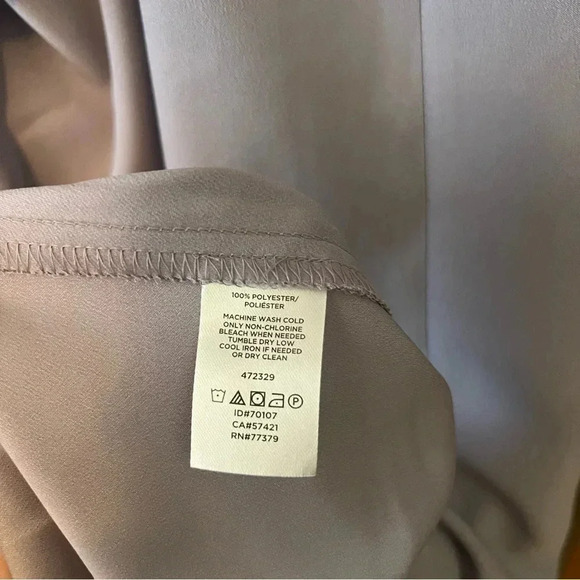 100% POLYESTER/
POLIÉSTER
MACHINE WASH COLD
ONLY NON-CHLORINE
BLEACH WHEN NEEDED
TUMBLE DRY LOW
COOL IRON IF NEEDED
OR DRY CLEAN
472329
P
ID#70107
CA#57421
RN#77379